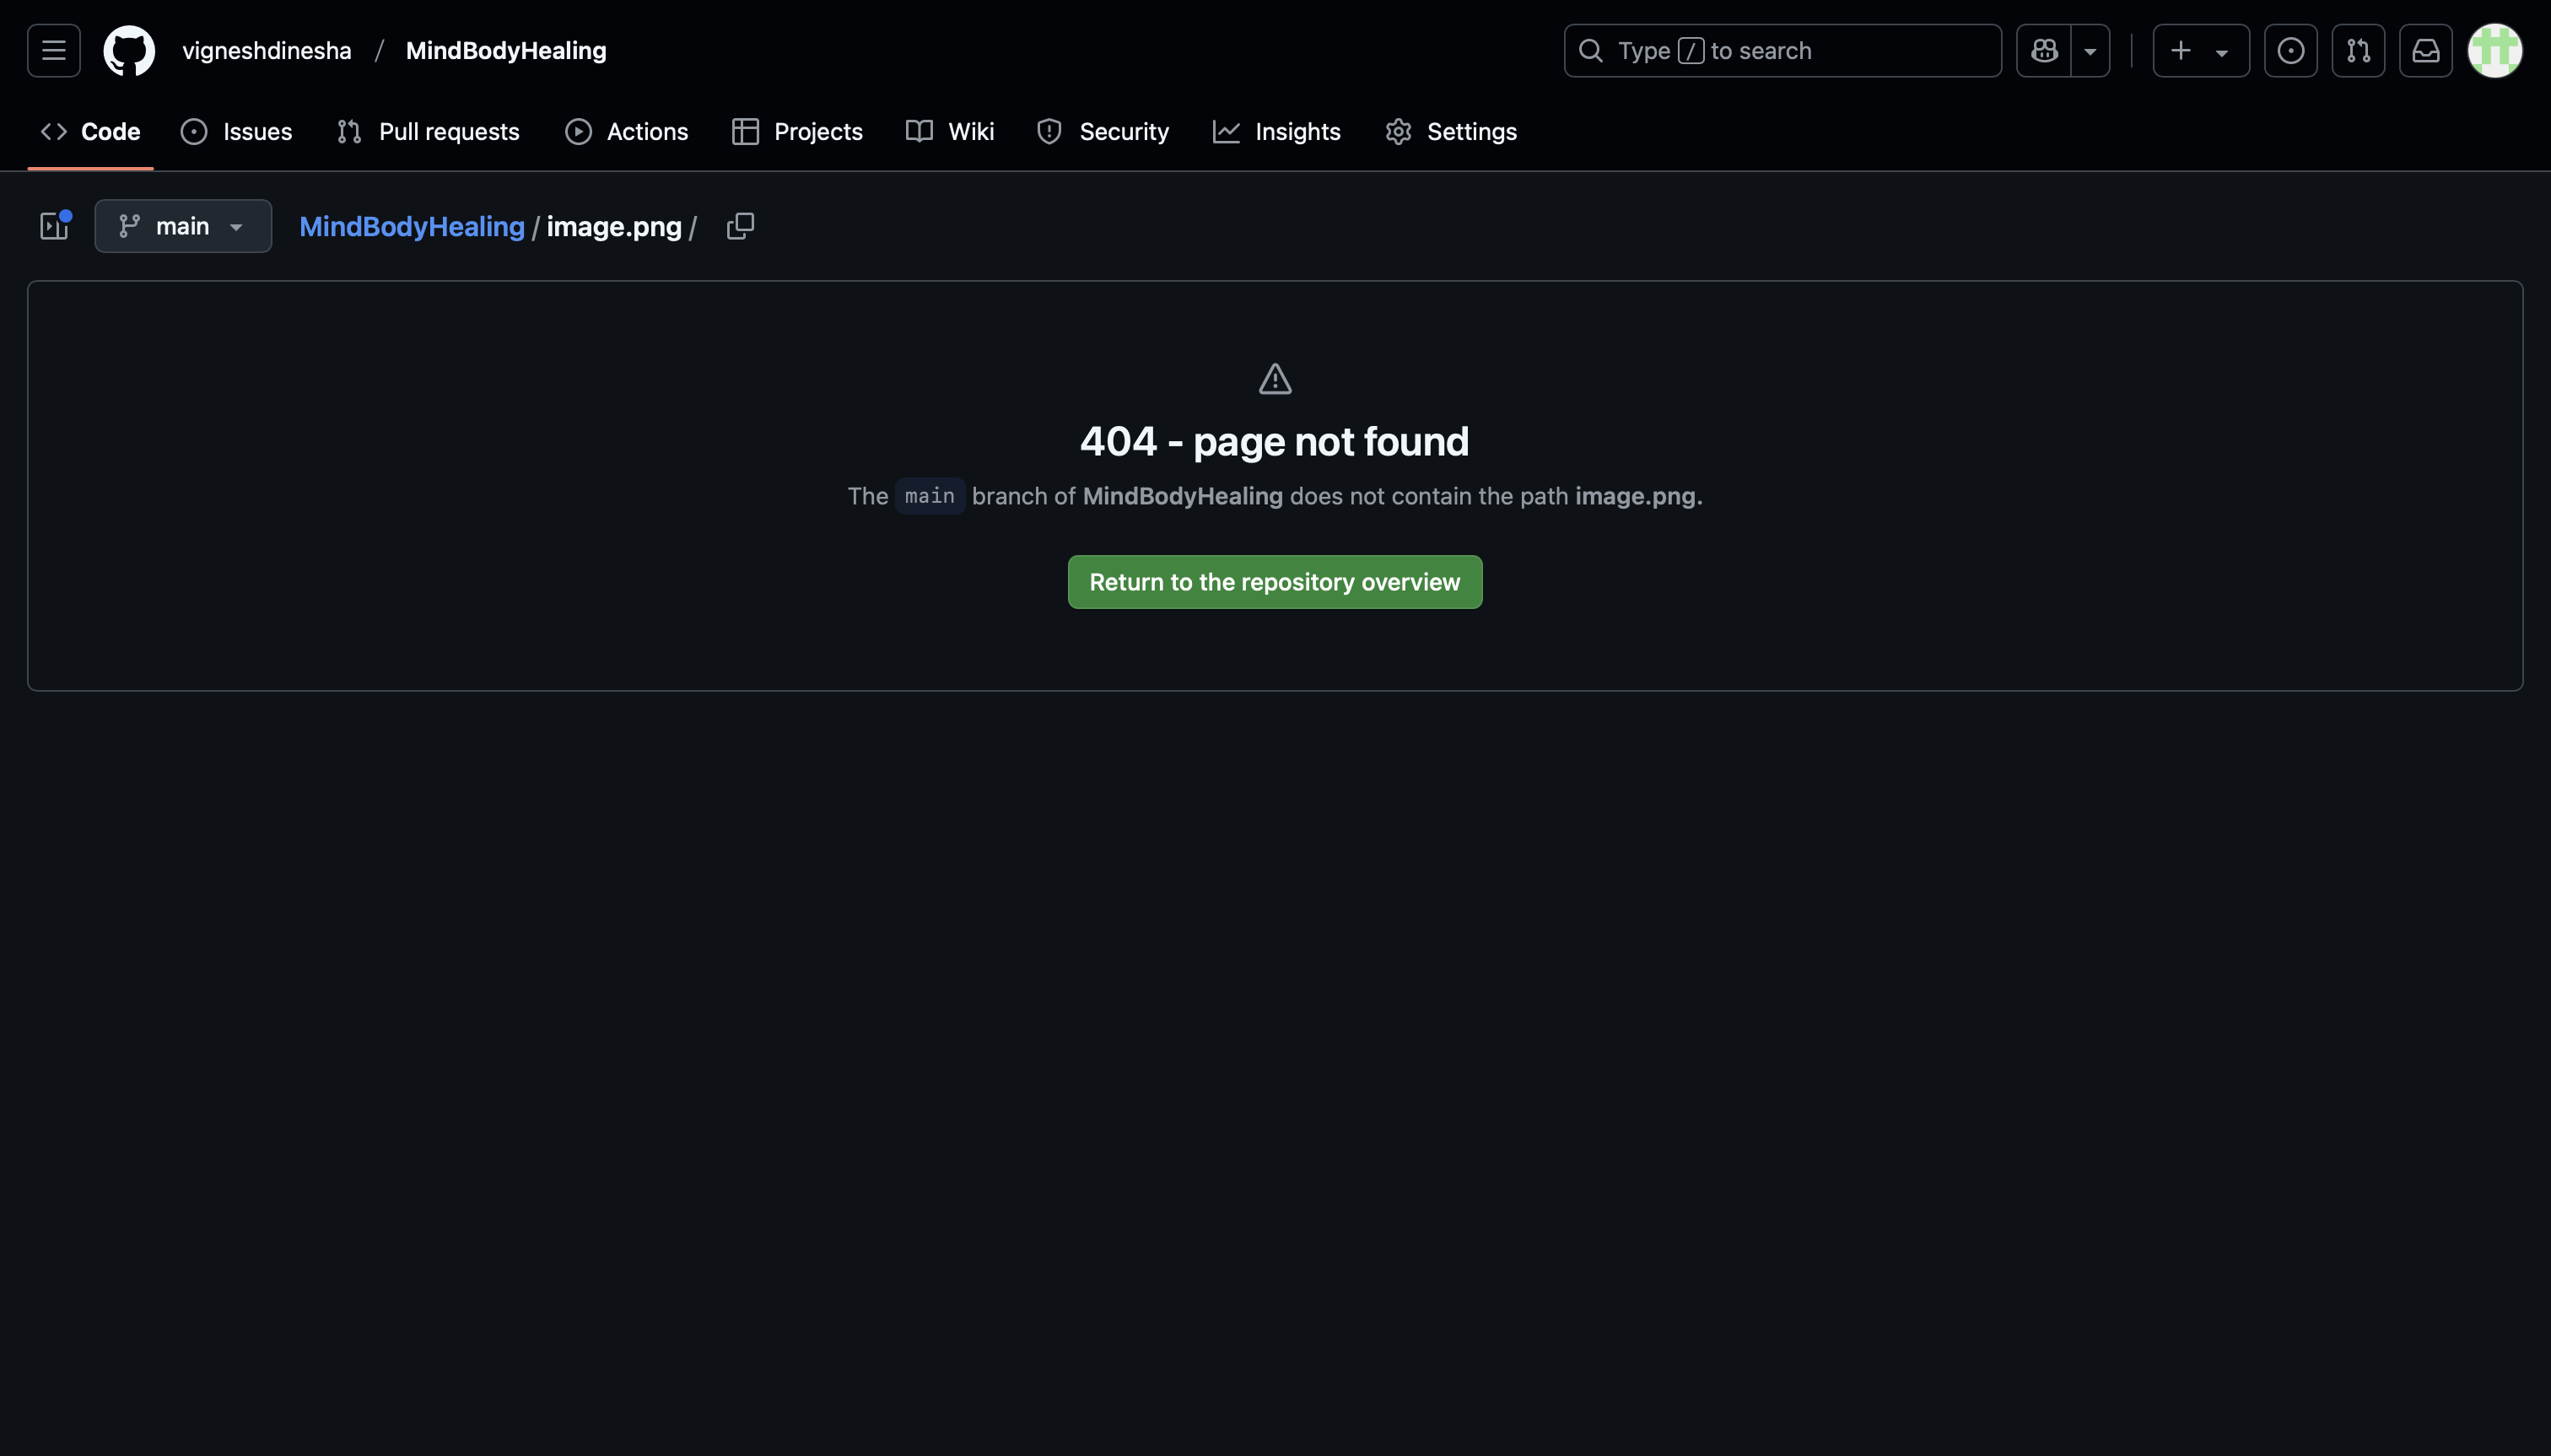 vigneshdinesha / MindBodyHealing
Type / to search
Code Issues Pull requests Actions Projects Wiki Security Insights Settings
main MindBodyHealing / image.png /
404 - page not found
The main branch of MindBodyHealing does not contain the path image.png.
Return to the repository overview